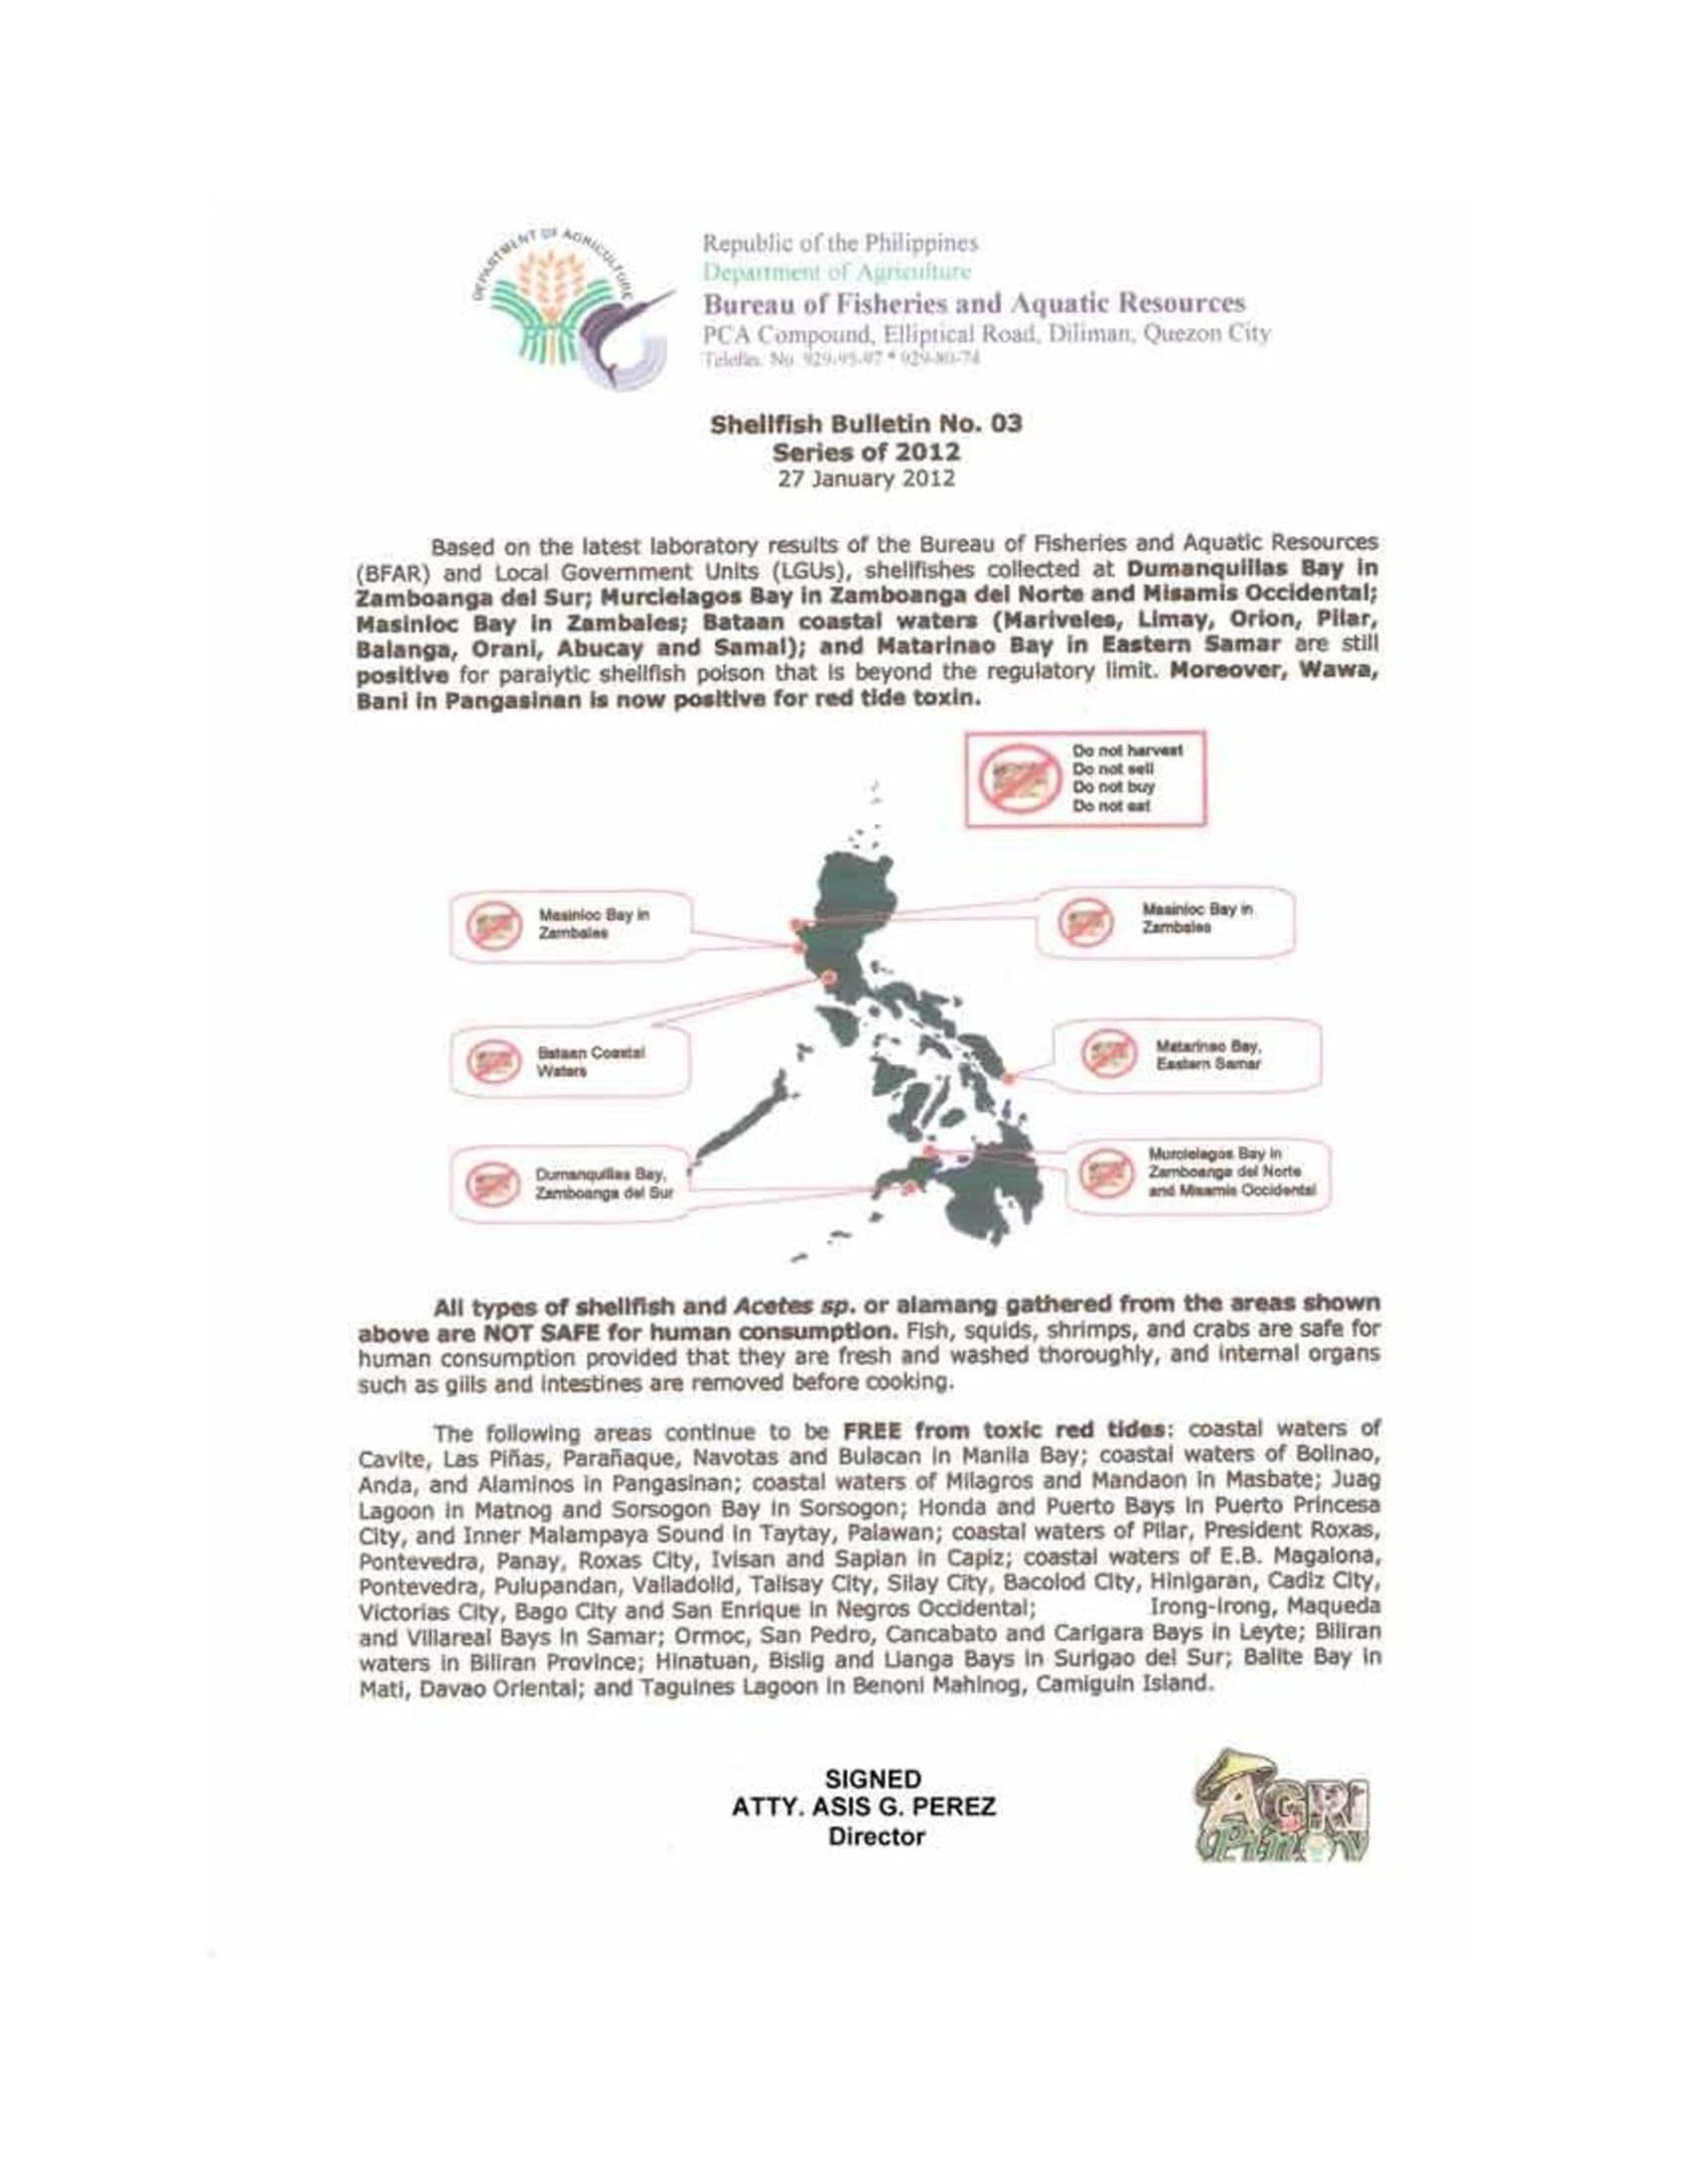 DEPARTMENT OF AGRICULTURE
Republic of the Philippines
Department of Agriculture
Bureau of Fisheries and Aquatic Resources
PCA Compound, Elliptical Road, Diliman, Quezon City
Shellfish Bulletin No. 03
Series of 2012
27 January 2012
Based on the latest laboratory results of the Bureau of Fisheries and Aquatic Resources
(BFAR) and Local Government Units (LGUs), shellfishes collected at Dumanquillas Bay in
Zamboanga del Sur; Murcielagos Bay in Zamboanga del Norte and Misamis Occidental;
Masinloc Bay in Zambales; Bataan coastal waters (Mariveles, Limay, Orion, Pilar,
Balanga, Orani, Abucay and Samal); and Matarinao Bay in Eastern Samar are still
positive for paralytic shellfish poison that is beyond the regulatory limit. Moreover, Wawa,
Bani in Pangasinan is now positive for red tide toxin.
Do not harvest
Do not sell
Do not buy
Do not eat
Masinloc Bay in
Zambales
Masinloc Bay in
Zambales
Bataan Coastal
Waters
Matarinao Bay,
Eastern Samar
Dumanquillas Bay,
Zamboanga del Sur
Murcielagos Bay in
Zamboanga del Norte
and Misamis Occidental
All types of shellfish and Acetes sp. or alamang gathered from the areas shown
above are NOT SAFE for human consumption. Fish, squids, shrimps, and crabs are safe for
human consumption provided that they are fresh and washed thoroughly, and internal organs
such as gills and intestines are removed before cooking.
The following areas continue to be FREE from toxic red tides: coastal waters of
Cavite, Las Piñas, Parañaque, Navotas and Bulacan in Manila Bay; coastal waters of Bolinao,
Anda, and Alaminos in Pangasinan; coastal waters of Milagros and Mandaon in Masbate; Juag
Lagoon in Matnog and Sorsogon Bay in Sorsogon; Honda and Puerto Bays in Puerto Princesa
City, and Inner Malampaya Sound in Taytay, Palawan; coastal waters of Pilar, President Roxas,
Pontevedra, Panay, Roxas City, Ivisan and Sapian in Capiz; coastal waters of E.B. Magalona,
Pontevedra, Pulupandan, Valladolid, Talisay City, Silay City, Bacolod City, Hinigaran, Cadiz City,
Victorias City, Bago City and San Enrique in Negros Occidental; Irong-Irong, Maqueda
and Villareal Bays in Samar; Ormoc, San Pedro, Cancabato and Carigara Bays in Leyte; Biliran
waters in Biliran Province; Hinatuan, Bislig and Lianga Bays in Surigao del Sur; Balite Bay in
Mati, Davao Oriental; and Taguines Lagoon in Benoni Mahinog, Camiguin Island.
SIGNED
ATTY. ASIS G. PEREZ
Director
AGRI
Pinoy